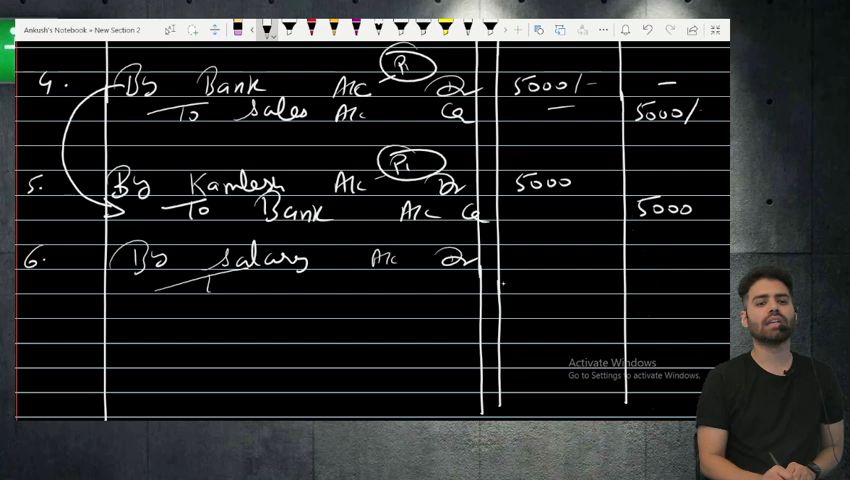 Ankush's Notebook » New Section 2
4. By Bank A/c Dr 5000/- -
To Sales A/c Cr 5000/-
5. By Kamlesh A/c Dr 5000
To Bank A/c Cr 5000
6. By Salary A/c Dr
T
Activate Windows
Go to Settings to activate Windows.